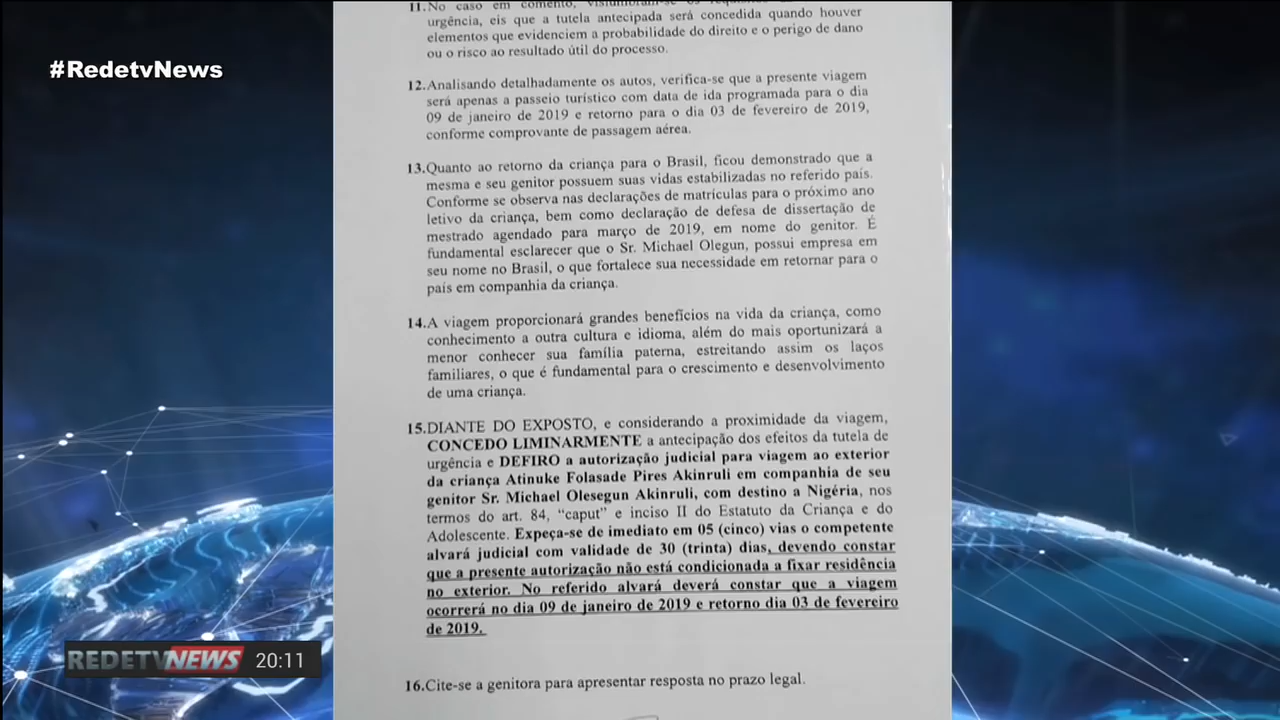 #RedetvNews
11.No caso em comento, vislumbram-se os requisitos
urgência, eis que a tutela antecipada será concedida quando houver
elementos que evidenciem a probabilidade do direito e o perigo de dano
ou o risco ao resultado útil do processo.
12.Analisando detalhadamente os autos, verifica-se que a presente viagem
será apenas a passeio turístico com data de ida programada para o dia
09 de janeiro de 2019 e retorno para o dia 03 de fevereiro de 2019,
conforme comprovante de passagem aérea.
13.Quanto ao retorno da criança para o Brasil, ficou demonstrado que a
mesma e seu genitor possuem suas vidas estabilizadas no referido país.
Conforme se observa nas declarações de matrículas para o próximo ano
letivo da criança, bem como declaração de defesa de dissertação de
mestrado agendado para março de 2019, em nome do genitor. É
fundamental esclarecer que o Sr. Michael Olegun, possui empresa em
seu nome no Brasil, o que fortalece sua necessidade em retornar para o
país em companhia da criança.
14.A viagem proporcionará grandes benefícios na vida da criança, como
conhecimento a outra cultura e idioma, além do mais oportunizará a
menor conhecer sua família paterna, estreitando assim os laços
familiares, o que é fundamental para o crescimento e desenvolvimento
de uma criança.
15.DIANTE DO EXPOSTO, e considerando a proximidade da viagem,
CONCEDO LIMINARMENTE a antecipação dos efeitos da tutela de
urgência e DEFIRO a autorização judicial para viagem ao exterior
da criança Atinuke Folasade Pires Akinruli em companhia de seu
genitor Sr. Michael Olesegun Akinruli, com destino a Nigéria, nos
termos do art. 84, “caput” e inciso II do Estatuto da Criança e do
Adolescente. Expeça-se de imediato em 05 (cinco) vias o competente
alvará judicial com validade de 30 (trinta) dias, devendo constar
que a presente autorização não está condicionada a fixar residência
no exterior. No referido alvará deverá constar que a viagem
ocorrerá no dia 09 de janeiro de 2019 e retorno dia 03 de fevereiro
de 2019.
16.Cite-se a genitora para apresentar resposta no prazo legal.
REDETV NEWS 20:11